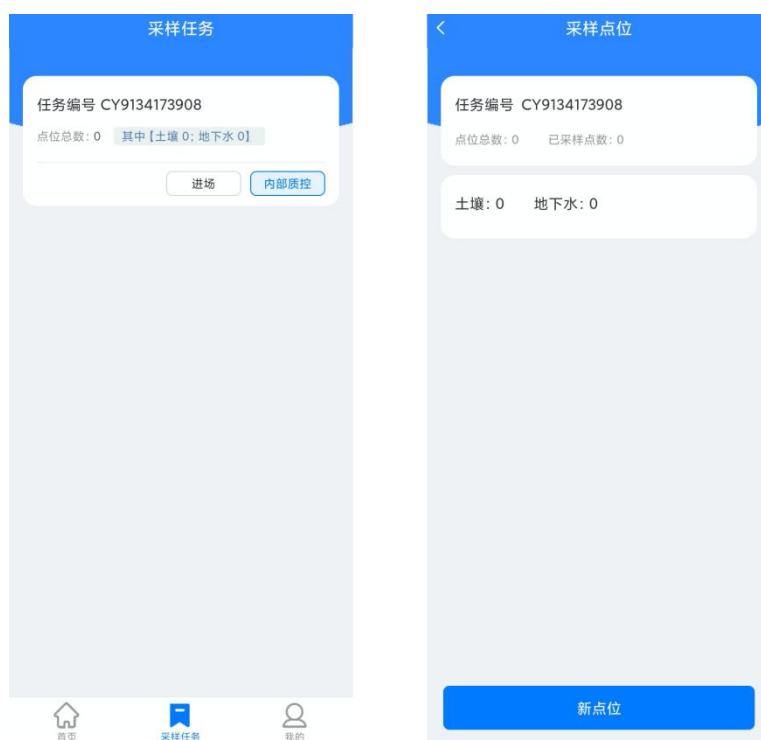 采样任务
任务编号 CY9134173908
点位总数: 0 其中【土壤 0; 地下水 0】
进场 内部质控
首页 采样任务 我的
采样点位
任务编号 CY9134173908
点位总数: 0 已采样点数: 0
土壤: 0 地下水: 0
新点位